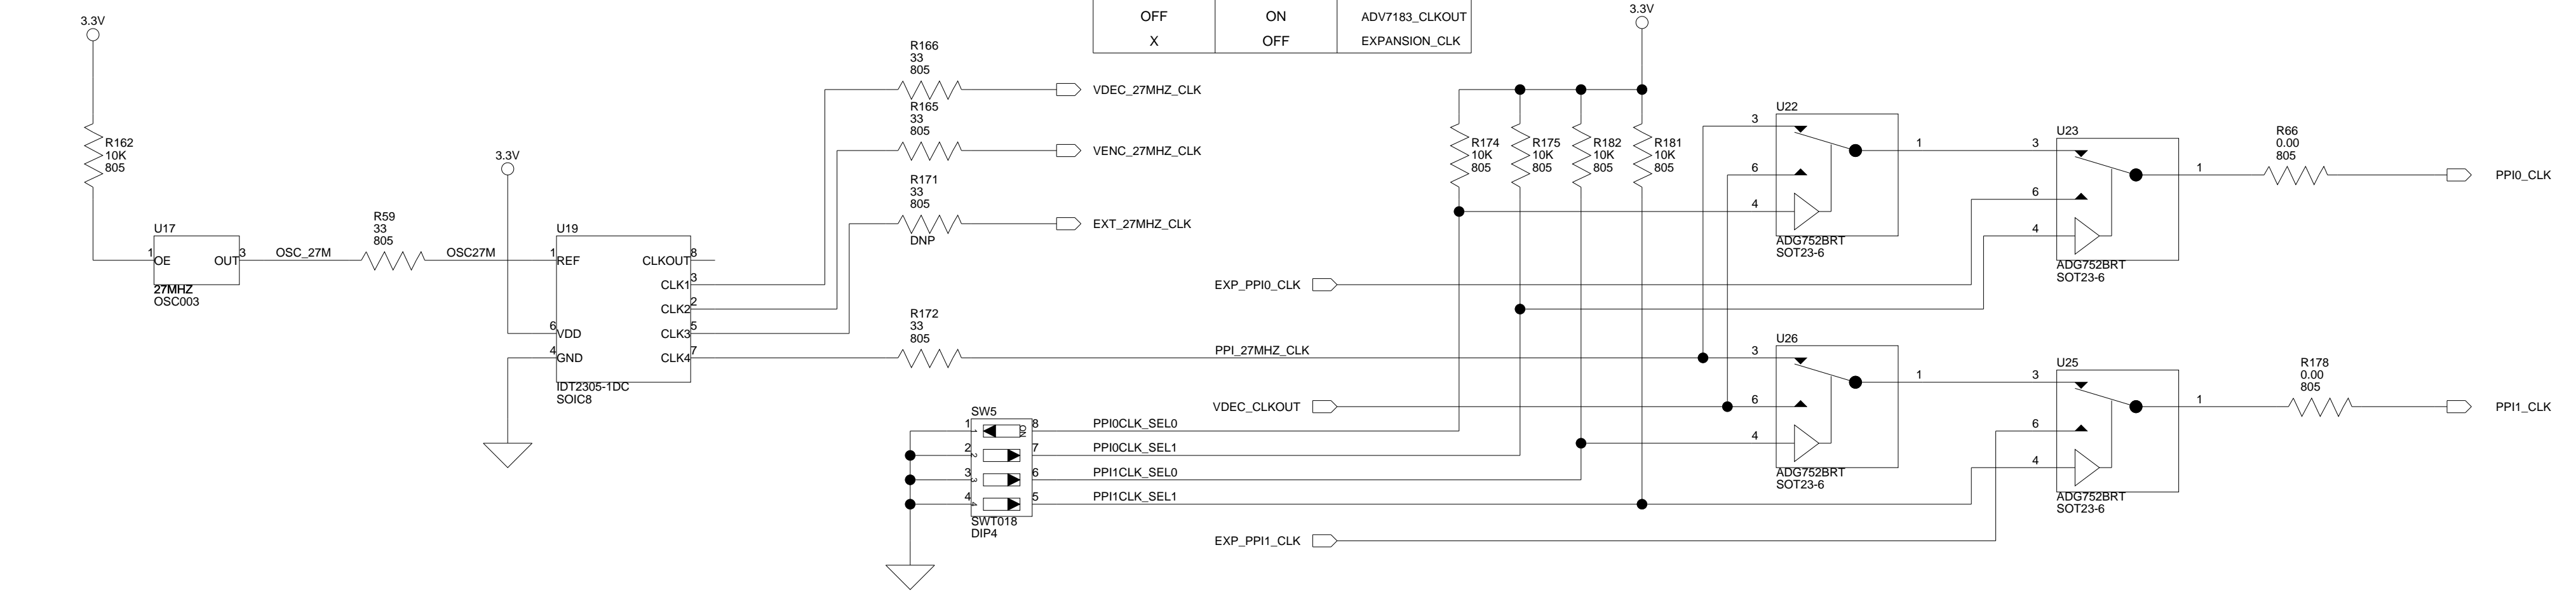 OFF ON ADV7183_CLKOUT
X OFF EXPANSION_CLK
3.3V
R162
10K
805
U17
1 OE OUT 3
27MHZ
OSC003
OSC_27M
R59
33
805
OSC27M
3.3V
U19
1 REF CLKOUT 8
CLK1 3
CLK2 2
6 VDD CLK3 5
4 GND CLK4 7
IDT2305-1DC
SOIC8
R166
33
805
VDEC_27MHZ_CLK
R165
33
805
VENC_27MHZ_CLK
R171
33
805
DNP
EXT_27MHZ_CLK
R172
33
805
PPI_27MHZ_CLK
EXP_PPI0_CLK
VDEC_CLKOUT
SW5
ON
1 1 8 PPI0CLK_SEL0
2 2 7 PPI0CLK_SEL1
3 3 6 PPI1CLK_SEL0
4 4 5 PPI1CLK_SEL1
SWT018
DIP4
EXP_PPI1_CLK
3.3V
R174
10K
805
R175
10K
805
R182
10K
805
R181
10K
805
U22
3
1
6
4
ADG752BRT
SOT23-6
U23
3
1
6
4
ADG752BRT
SOT23-6
R66
0.00
805
PPI0_CLK
U26
3
1
6
4
ADG752BRT
SOT23-6
U25
3
1
6
4
ADG752BRT
SOT23-6
R178
0.00
805
PPI1_CLK